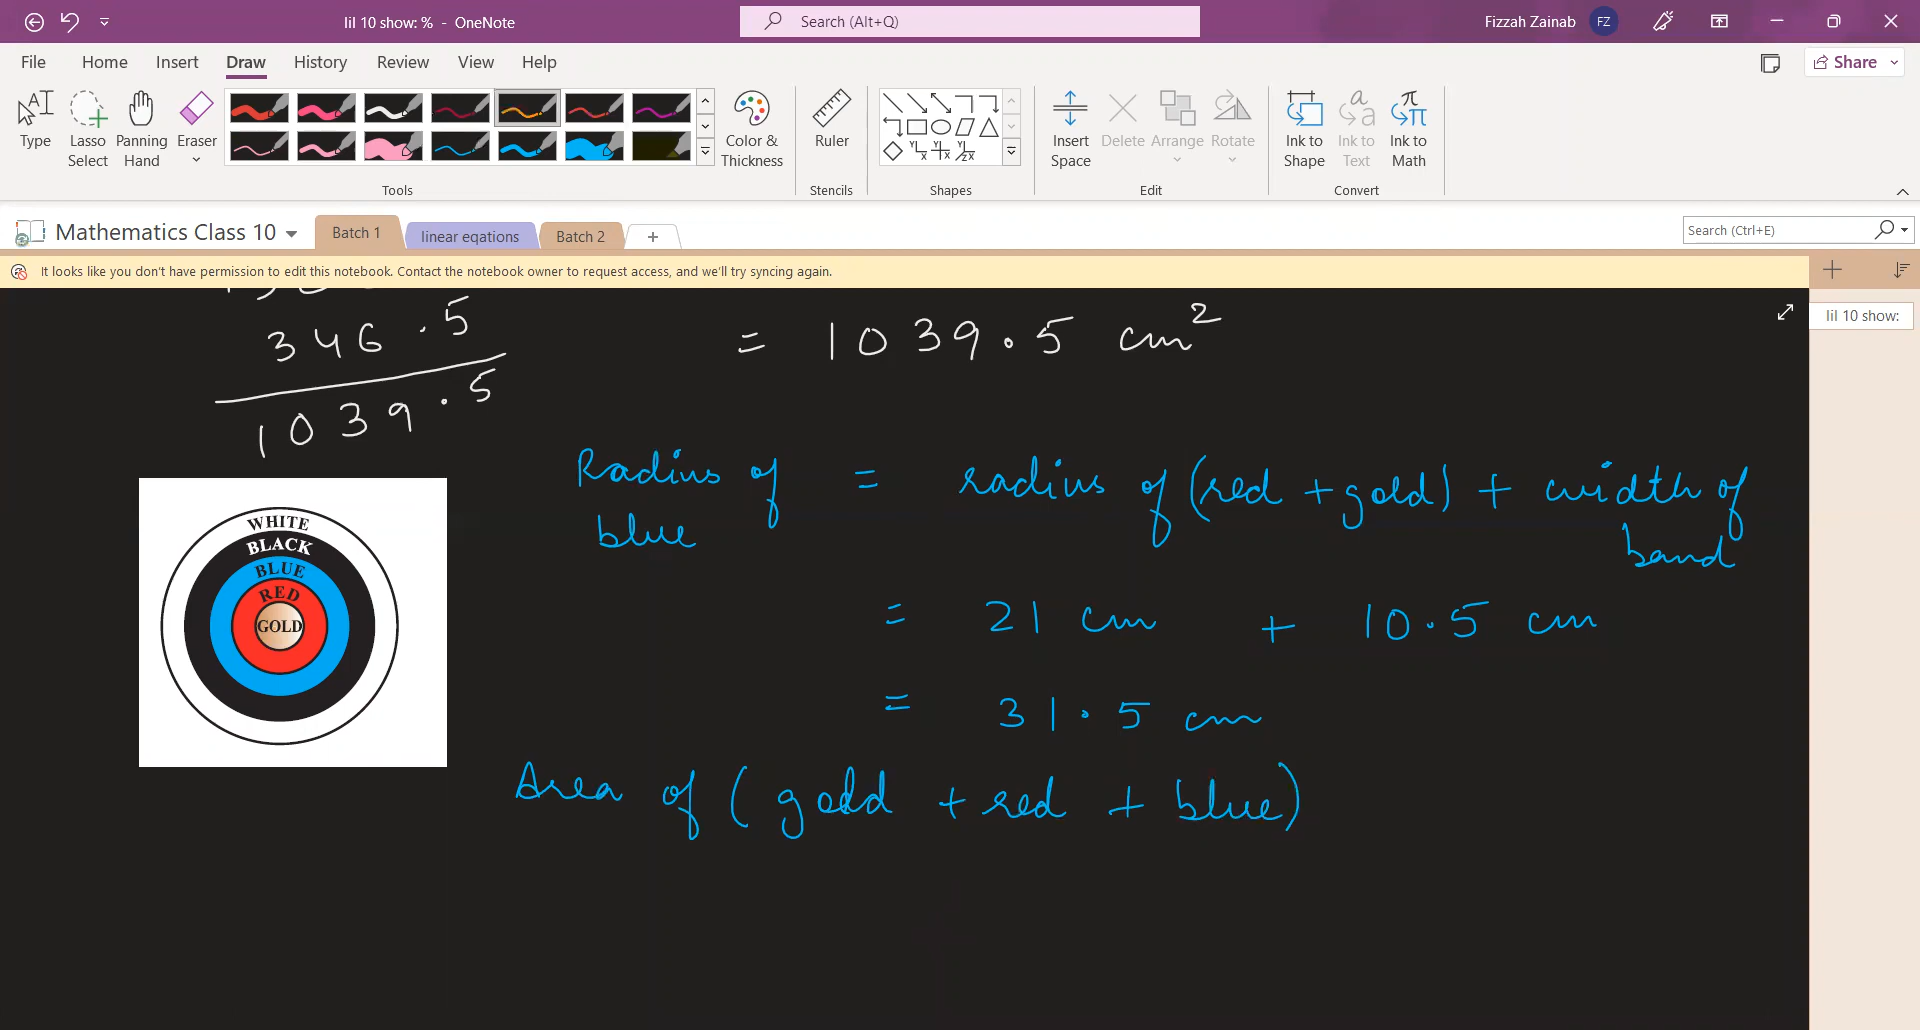 lil 10 show: % - OneNote
Search (Alt+Q)
Fizzah Zainab
FZ
File Home Insert Draw History Review View Help
Share
Type
Lasso Select
Panning Hand
Eraser
Color & Thickness
Ruler
Insert Space
Delete
Arrange
Rotate
Ink to Shape
Ink to Text
Ink to Math
Tools
Stencils
Shapes
Edit
Convert
Mathematics Class 10
Batch 1
linear eqations
Batch 2
Search (Ctrl+E)
It looks like you don't have permission to edit this notebook. Contact the notebook owner to request access, and we'll try syncing again.
lil 10 show:
346.5
1039.5
= 1039.5 cm²
WHITE
BLACK
BLUE
RED
GOLD
Radius of blue = radius of (red + gold) + width of band
= 21 cm + 10.5 cm
= 31.5 cm
Area of (gold + red + blue)